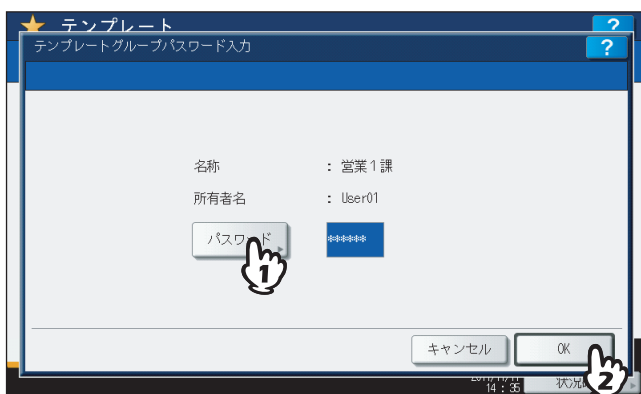 テンプレート
?
テンプレートグループパスワード入力
?
名称 : 営業1課
所有者名 : User01
パスワード ******
1
キャンセル
OK
2
14:35